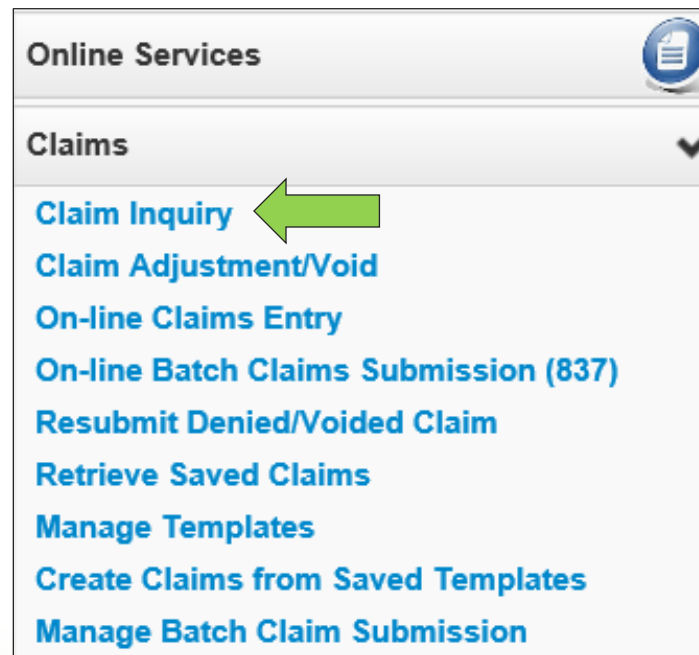 Online Services
Claims
Claim Inquiry
Claim Adjustment/Void
On-line Claims Entry
On-line Batch Claims Submission (837)
Resubmit Denied/Voided Claim
Retrieve Saved Claims
Manage Templates
Create Claims from Saved Templates
Manage Batch Claim Submission